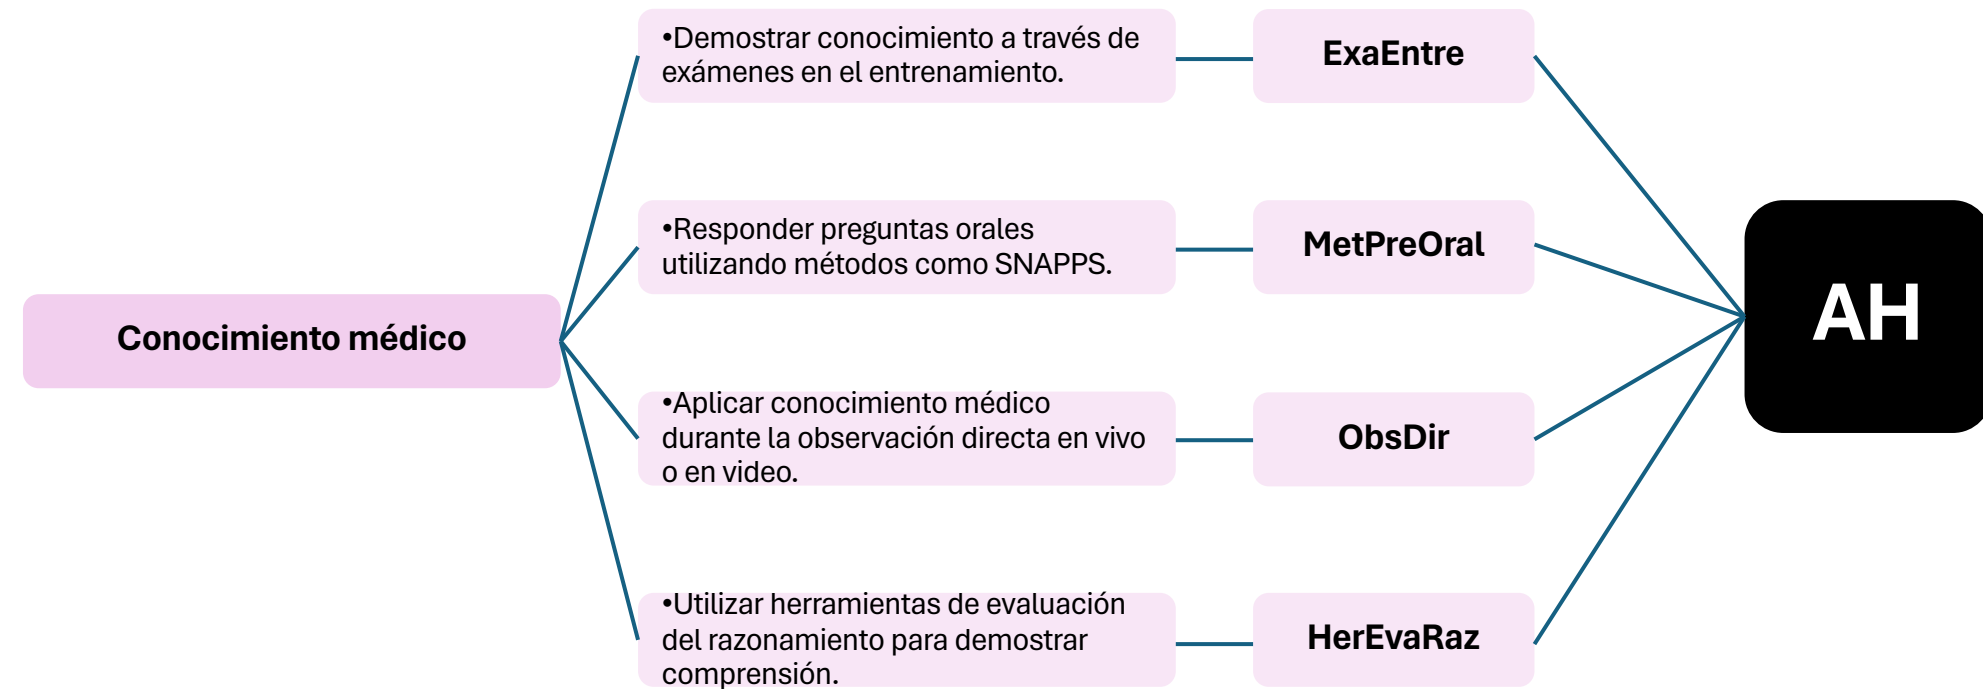 •Demostrar conocimiento a través de
exámenes en el entrenamiento.
ExaEntre
•Responder preguntas orales
utilizando métodos como SNAPPS.
MetPreOral
AH
Conocimiento médico
•Aplicar conocimiento médico
durante la observación directa en vivo
o en video.
ObsDir
•Utilizar herramientas de evaluación
del razonamiento para demostrar
comprensión.
HerEvaRaz